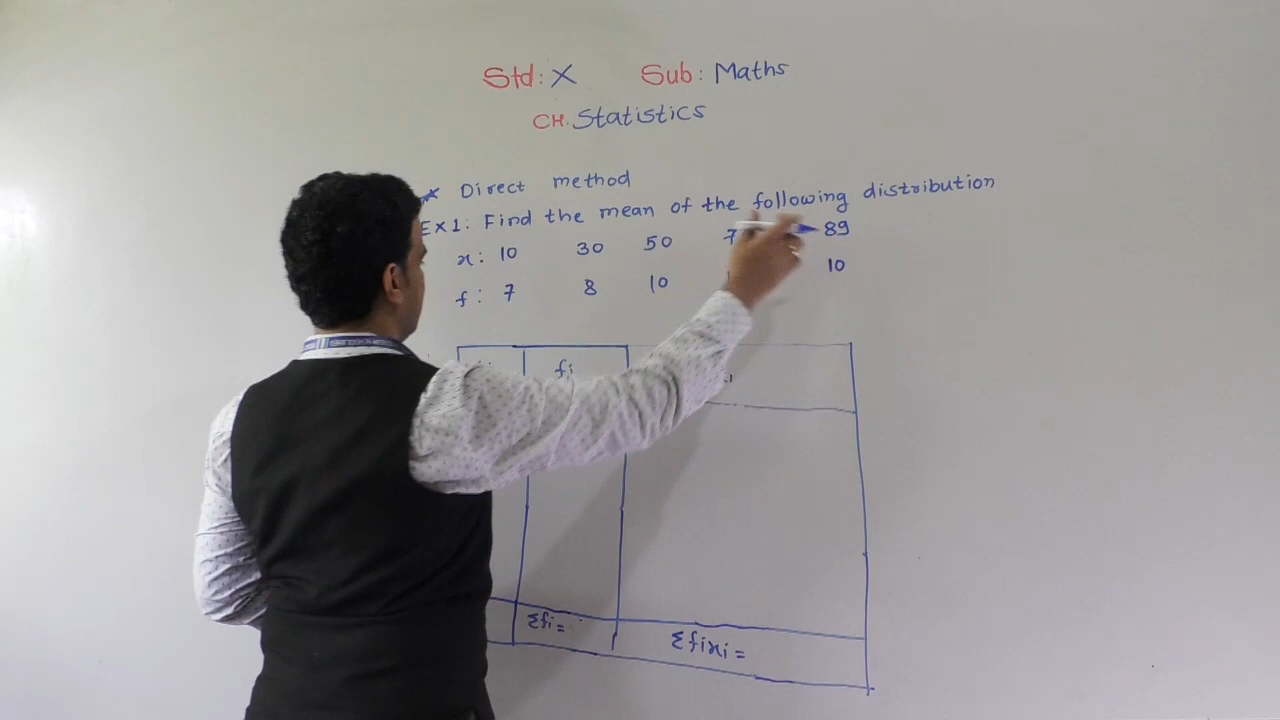 Std: X Sub: Maths
CH. Statistics
* Direct method
EX1: Find the mean of the following distribution
x: 10 30 50 7 89
f: 7 8 10 10
fi
Σfi = Σfixi =